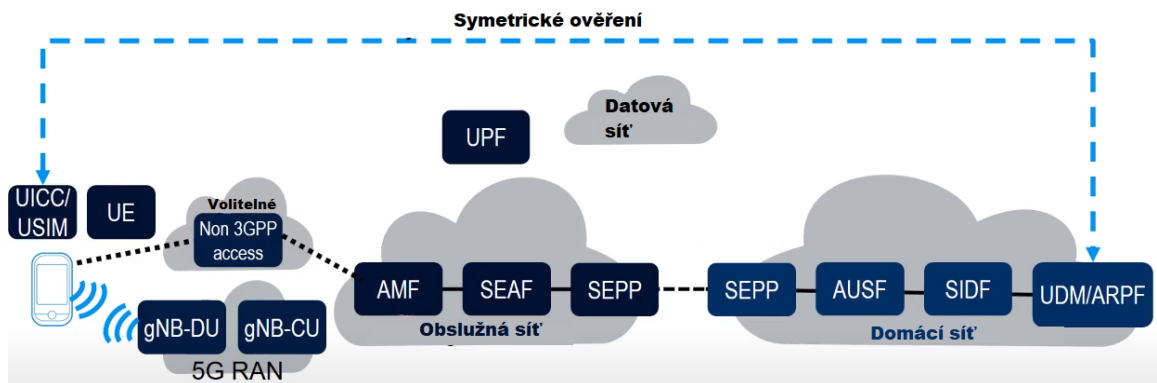 Symetrické ověření
Datová
síť
UPF
UICC/
USIM
UE
Volitelné
Non 3GPP
access
AMF
SEAF
SEPP
SEPP
AUSF
SIDF
UDM/ARPF
Obslužná síť
Domácí síť
gNB-DU
gNB-CU
5G RAN